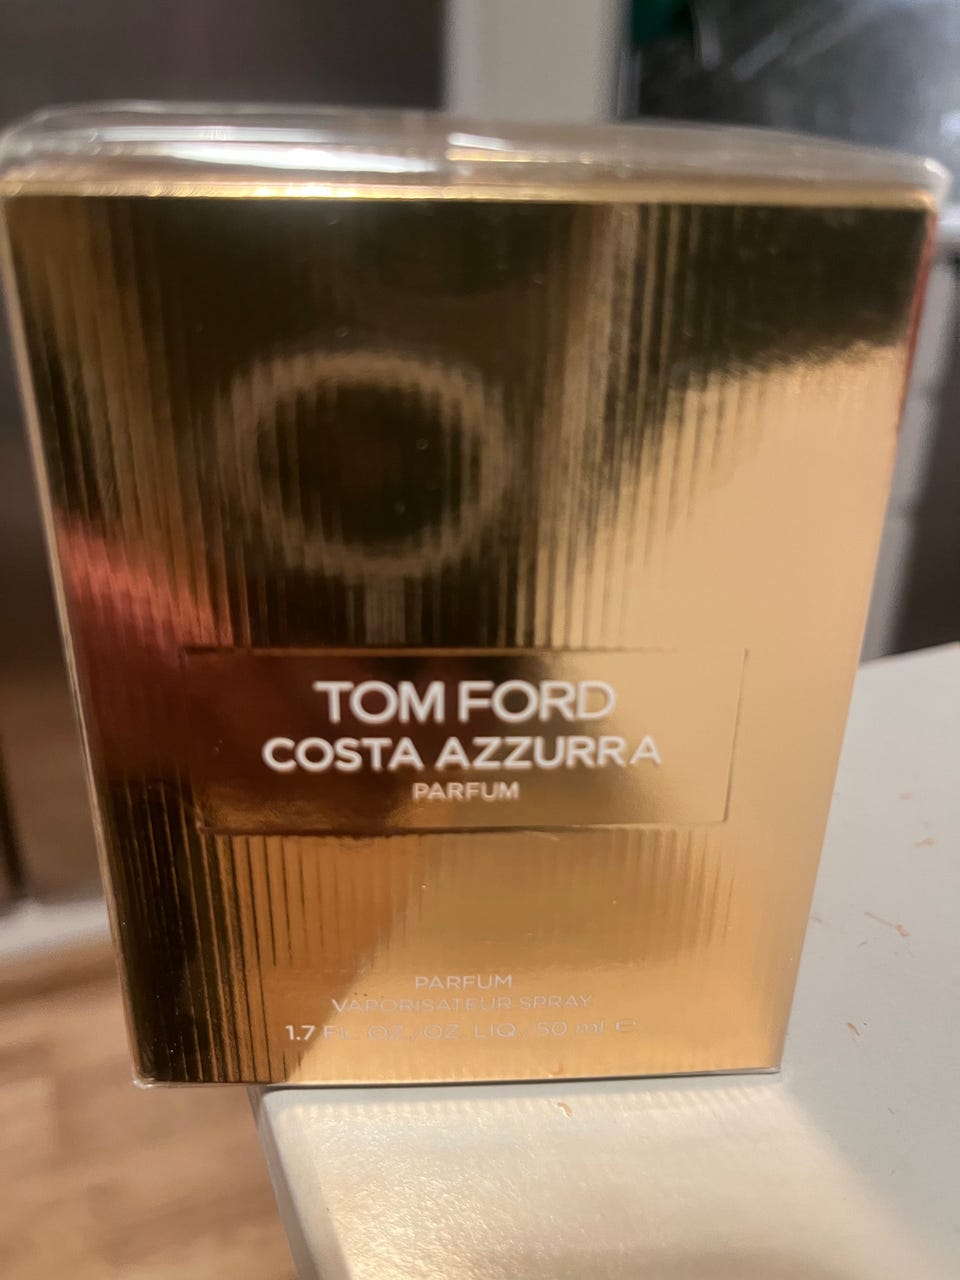 TOM FORD
COSTA AZZURRA
PARFUM
PARFUM
VAPORISATEUR SPRAY
1.7 FL. OZ./OZ. LIQ. 50 ml ℮